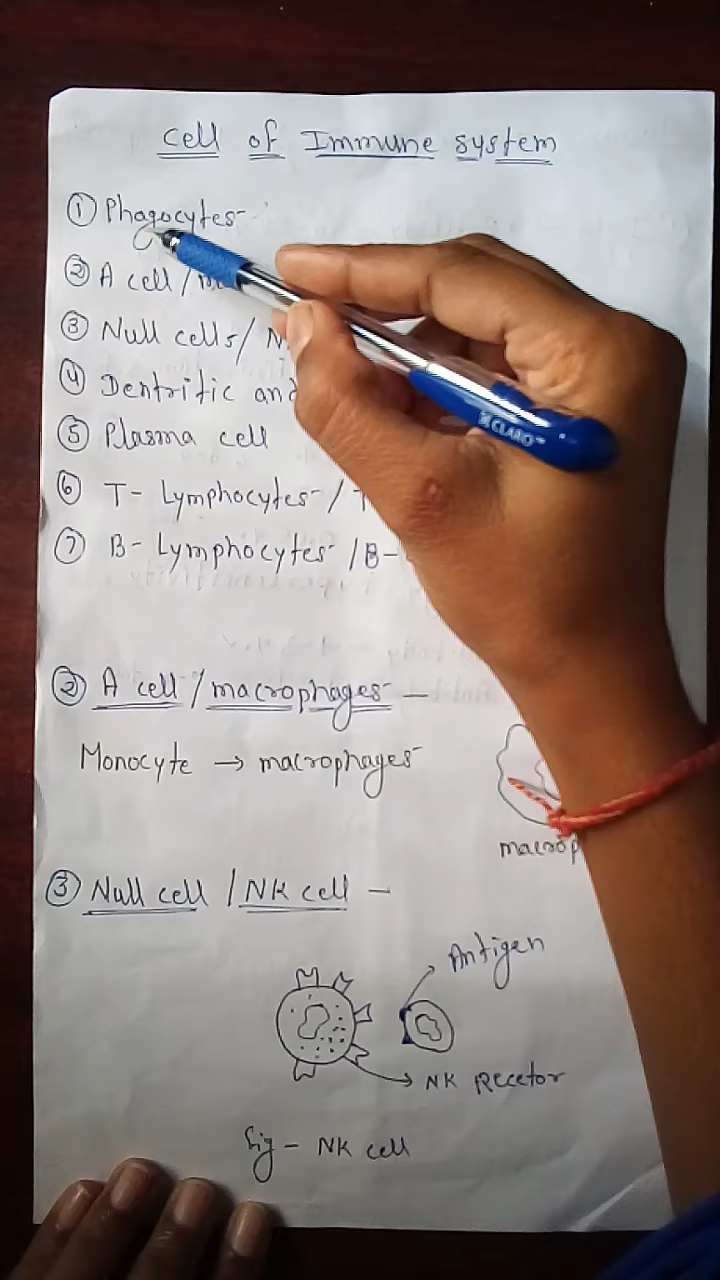 Cell of Immune system
① Phagocytes
② A cell /
③ Null cells / N
④ Dentritic and
⑤ Plasma cell
⑥ T- Lymphocytes / T
⑦ B- Lymphocytes / B-
CLARO
② A cell / macrophages —
Monocyte → macrophages
macrop
③ Null cell / NK cell —
Antigen
NK Recetor
Fig - NK cell